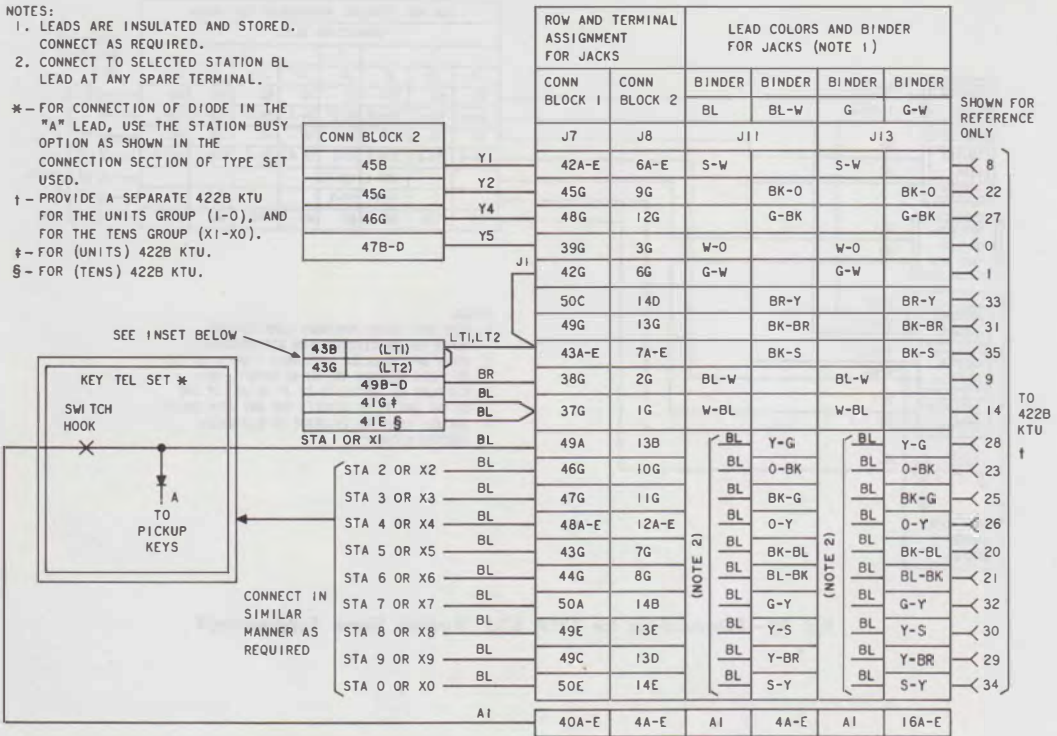 NOTES:
1. LEADS ARE INSULATED AND STORED.
CONNECT AS REQUIRED.
2. CONNECT TO SELECTED STATION BL
LEAD AT ANY SPARE TERMINAL.
*-FOR CONNECTION OF DIODE IN THE
"A" LEAD, USE THE STATION BUSY
OPTION AS SHOWN IN THE
CONNECTION SECTION OF TYPE SET
USED.
†-PROVIDE A SEPARATE 422B KTU
FOR THE UNITS GROUP (1-0), AND
FOR THE TENS GROUP (X1-X0).
‡-FOR (UNITS) 422B KTU.
§-FOR (TENS) 422B KTU.
ROW AND TERMINAL
ASSIGNMENT
FOR JACKS
LEAD COLORS AND BINDER
FOR JACKS (NOTE 1)
CONN BLOCK 1 CONN BLOCK 2 BINDER BINDER BINDER BINDER
BL BL-W G G-W
SHOWN FOR
REFERENCE
ONLY
CONN BLOCK 2 J7 J8 J11 J13
45B Y1 42A-E 6A-E S-W S-W 8
45G Y2 45G 9G BK-O BK-O 22
46G Y4 48G 12G G-BK G-BK 27
47B-D Y5 39G 3G W-O W-O 0
J1 42G 6G G-W G-W 1
50C 14D BR-Y BR-Y 33
49G 13G BK-BR BK-BR 31
SEE INSET BELOW LT1,LT2
43B (LT1) 43A-E 7A-E BK-S BK-S 35
43G (LT2)
49B-D BR 38G 2G BL-W BL-W 9
41G‡ BL
41E § BL 37G 1G W-BL W-BL 14
TO
422B
KTU
†
KEY TEL SET *
SWITCH
HOOK
A
TO
PICKUP
KEYS
STA 1 OR X1 BL 49A 13B BL Y-G BL Y-G 28
STA 2 OR X2 BL 46G 10G BL O-BK BL O-BK 23
STA 3 OR X3 BL 47G 11G BL BK-G BL BK-G 25
STA 4 OR X4 BL 48A-E 12A-E BL O-Y BL O-Y 26
STA 5 OR X5 BL 43G 7G BL BK-BL BL BK-BL 20
STA 6 OR X6 BL 44G 8G BL BL-BK BL BL-BK 21
STA 7 OR X7 BL 50A 14B BL G-Y BL G-Y 32
STA 8 OR X8 BL 49E 13E BL Y-S BL Y-S 30
STA 9 OR X9 BL 49C 13D BL Y-BR BL Y-BR 29
STA 0 OR X0 BL 50E 14E BL S-Y BL S-Y 34
(NOTE 2)
(NOTE 2)
CONNECT IN
SIMILAR
MANNER AS
REQUIRED
A1 40A-E 4A-E A1 4A-E A1 16A-E